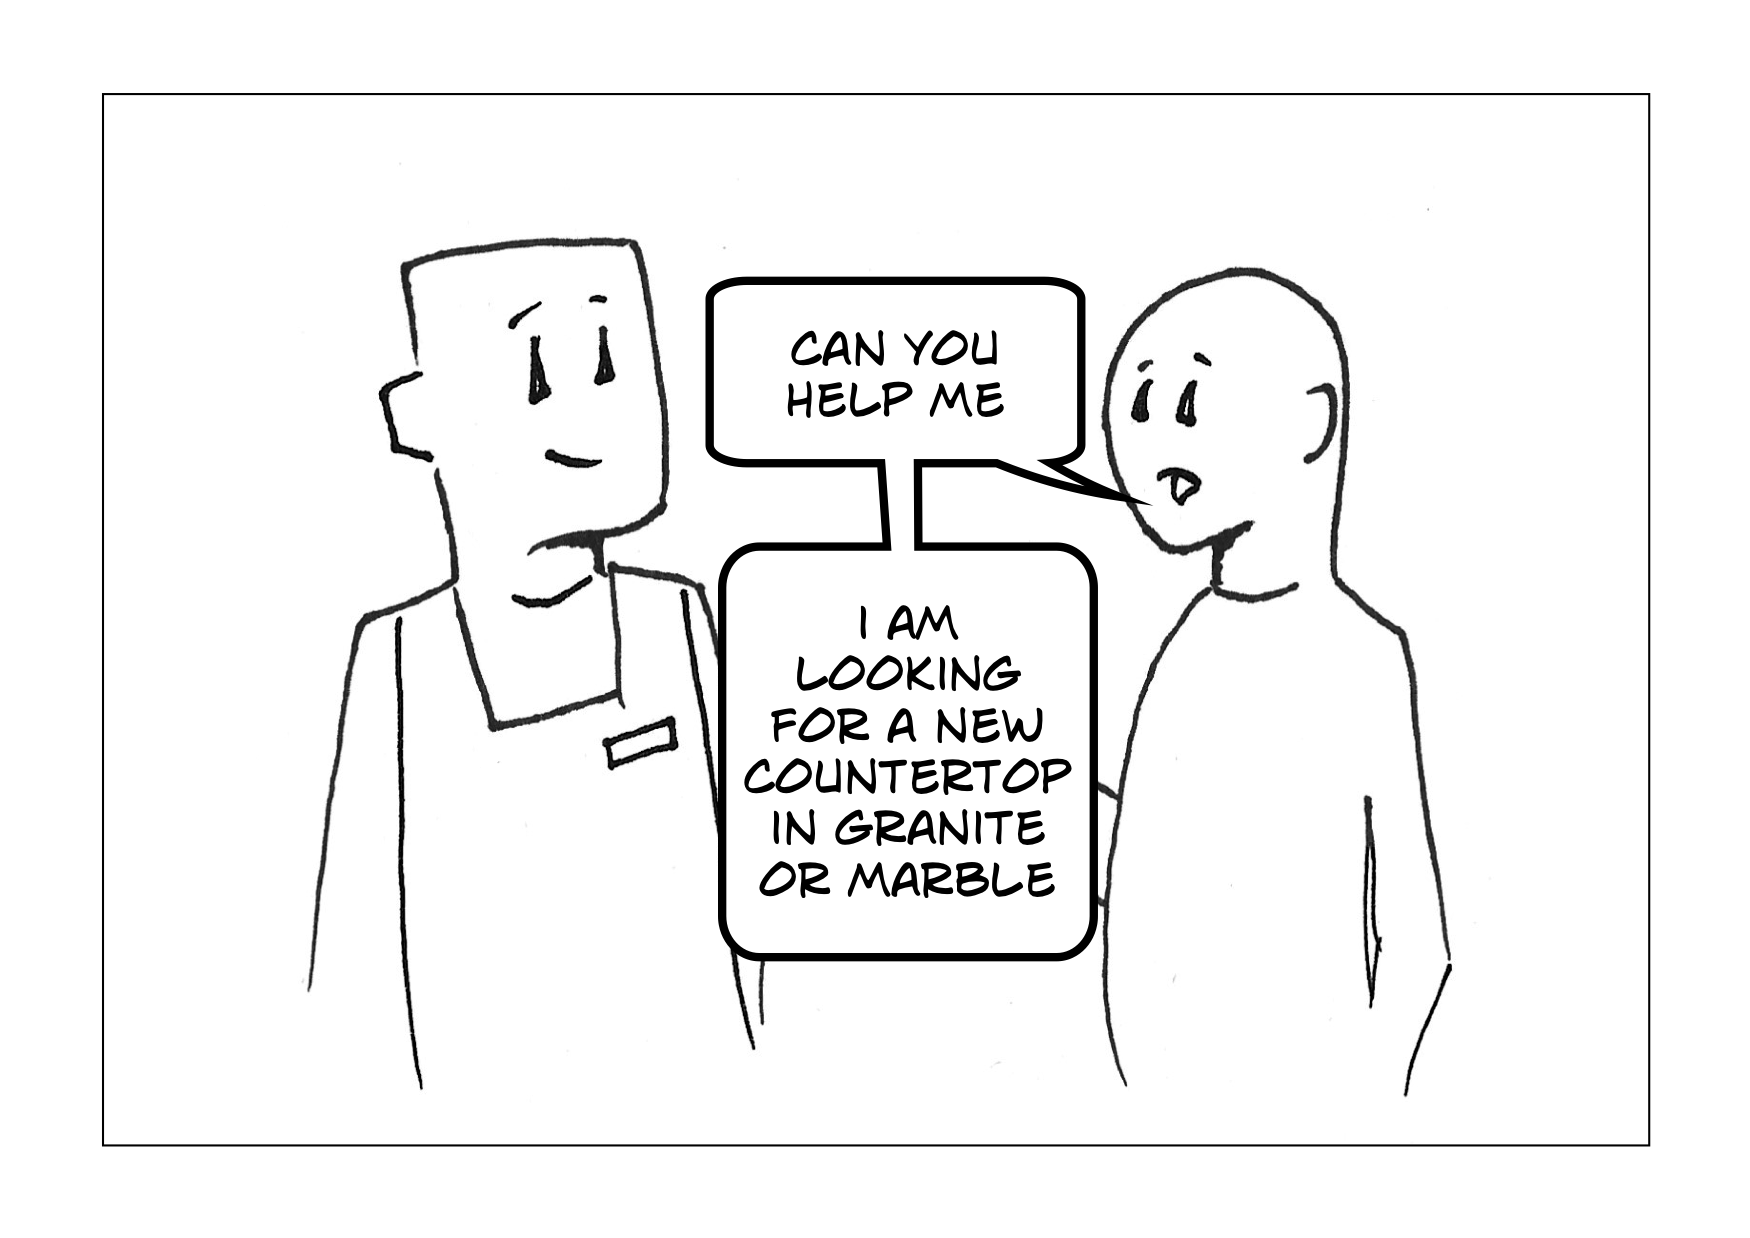 CAN YOU
HELP ME
I AM
LOOKING
FOR A NEW
COUNTERTOP
IN GRANITE
OR MARBLE